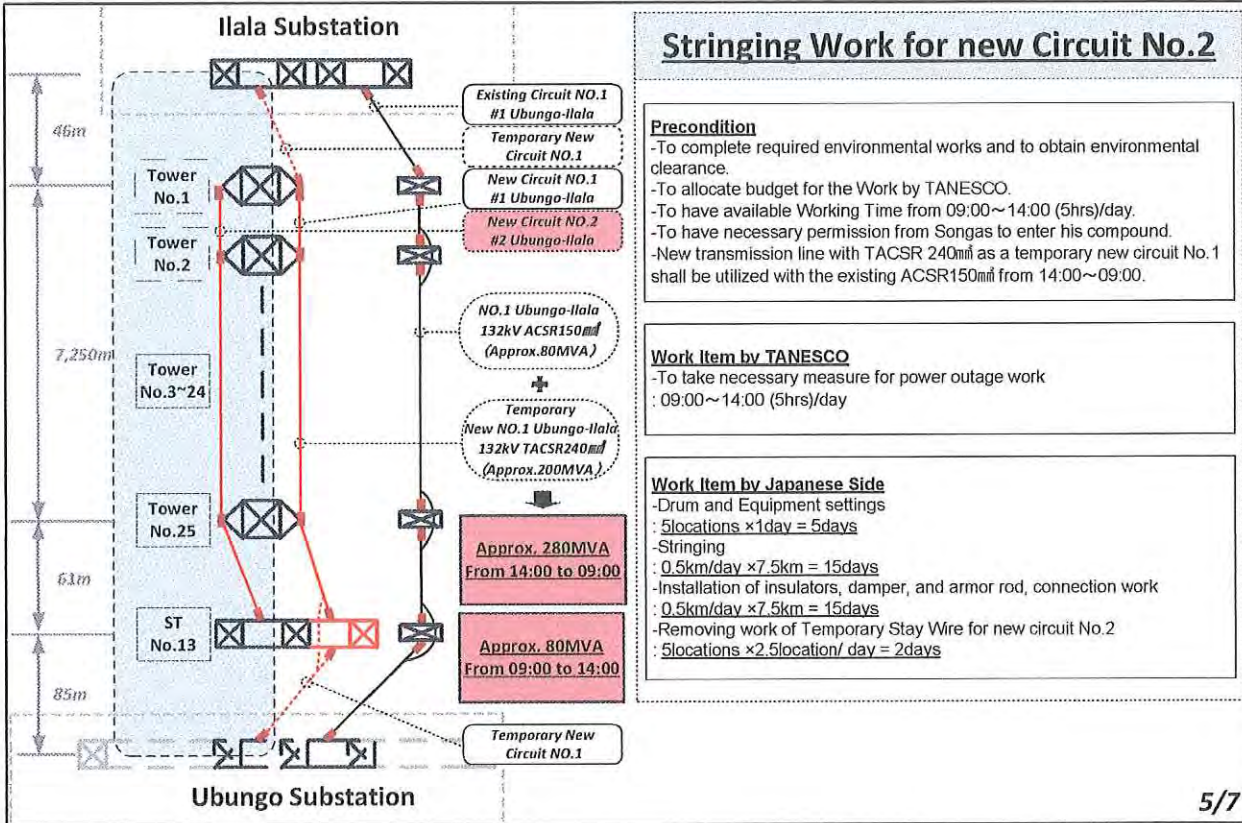 Ilala Substation
46m
Tower
No.1
Tower
No.2
7,250m
Tower
No.3~24
Tower
No.25
61m
ST
No.13
85m
Ubungo Substation
Existing Circuit NO.1
#1 Ubungo-Ilala
Temporary New
Circuit NO.1
New Circuit NO.1
#1 Ubungo-Ilala
New Circuit NO.2
#2 Ubungo-Ilala
NO.1 Ubungo-Ilala
132kV ACSR150㎟
(Approx.80MVA)
+
Temporary
New NO.1 Ubungo-Ilala
132kV TACSR240㎟
(Approx.200MVA)
Approx. 280MVA
From 14:00 to 09:00
Approx. 80MVA
From 09:00 to 14:00
Temporary New
Circuit NO.1
Stringing Work for new Circuit No.2
Precondition
-To complete required environmental works and to obtain environmental
clearance.
-To allocate budget for the Work by TANESCO.
-To have available Working Time from 09:00～14:00 (5hrs)/day.
-To have necessary permission from Songas to enter his compound.
-New transmission line with TACSR 240㎟ as a temporary new circuit No.1
shall be utilized with the existing ACSR150㎟ from 14:00～09:00.
Work Item by TANESCO
-To take necessary measure for power outage work
: 09:00～14:00 (5hrs)/day
Work Item by Japanese Side
-Drum and Equipment settings
: 5locations ×1day = 5days
-Stringing
: 0.5km/day ×7.5km = 15days
-Installation of insulators, damper, and armor rod, connection work
: 0.5km/day ×7.5km = 15days
-Removing work of Temporary Stay Wire for new circuit No.2
: 5locations ×2.5location/ day = 2days
5/7